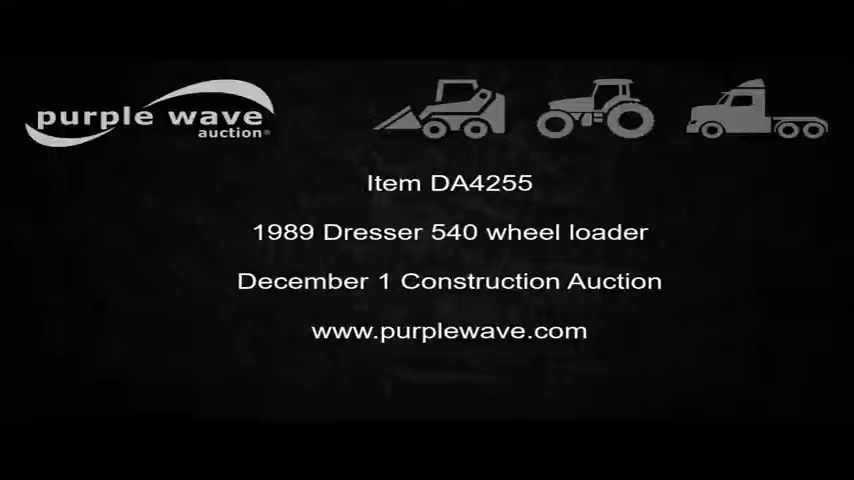 purple wave
auction®
Item DA4255
1989 Dresser 540 wheel loader
December 1 Construction Auction
www.purplewave.com